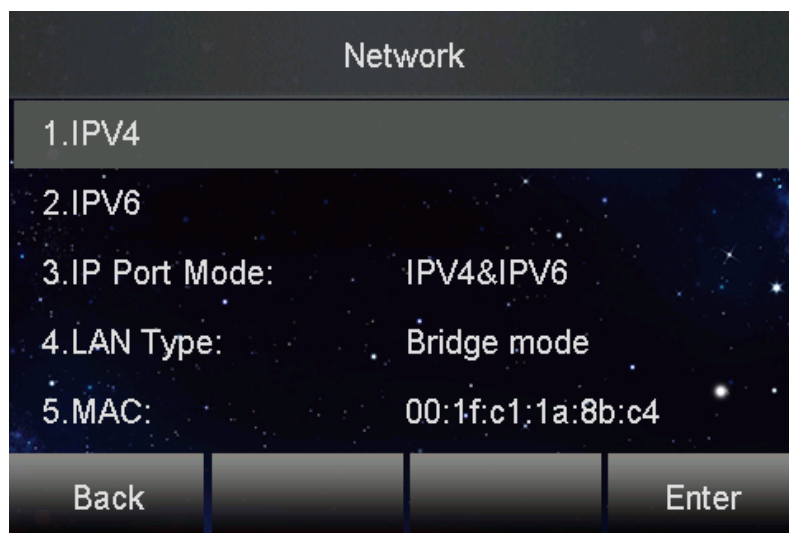 Network
1.IPV4
2.IPV6
3.IP Port Mode: IPV4&IPV6
4.LAN Type: Bridge mode
5.MAC: 00:1f:c1:1a:8b:c4
Back Enter